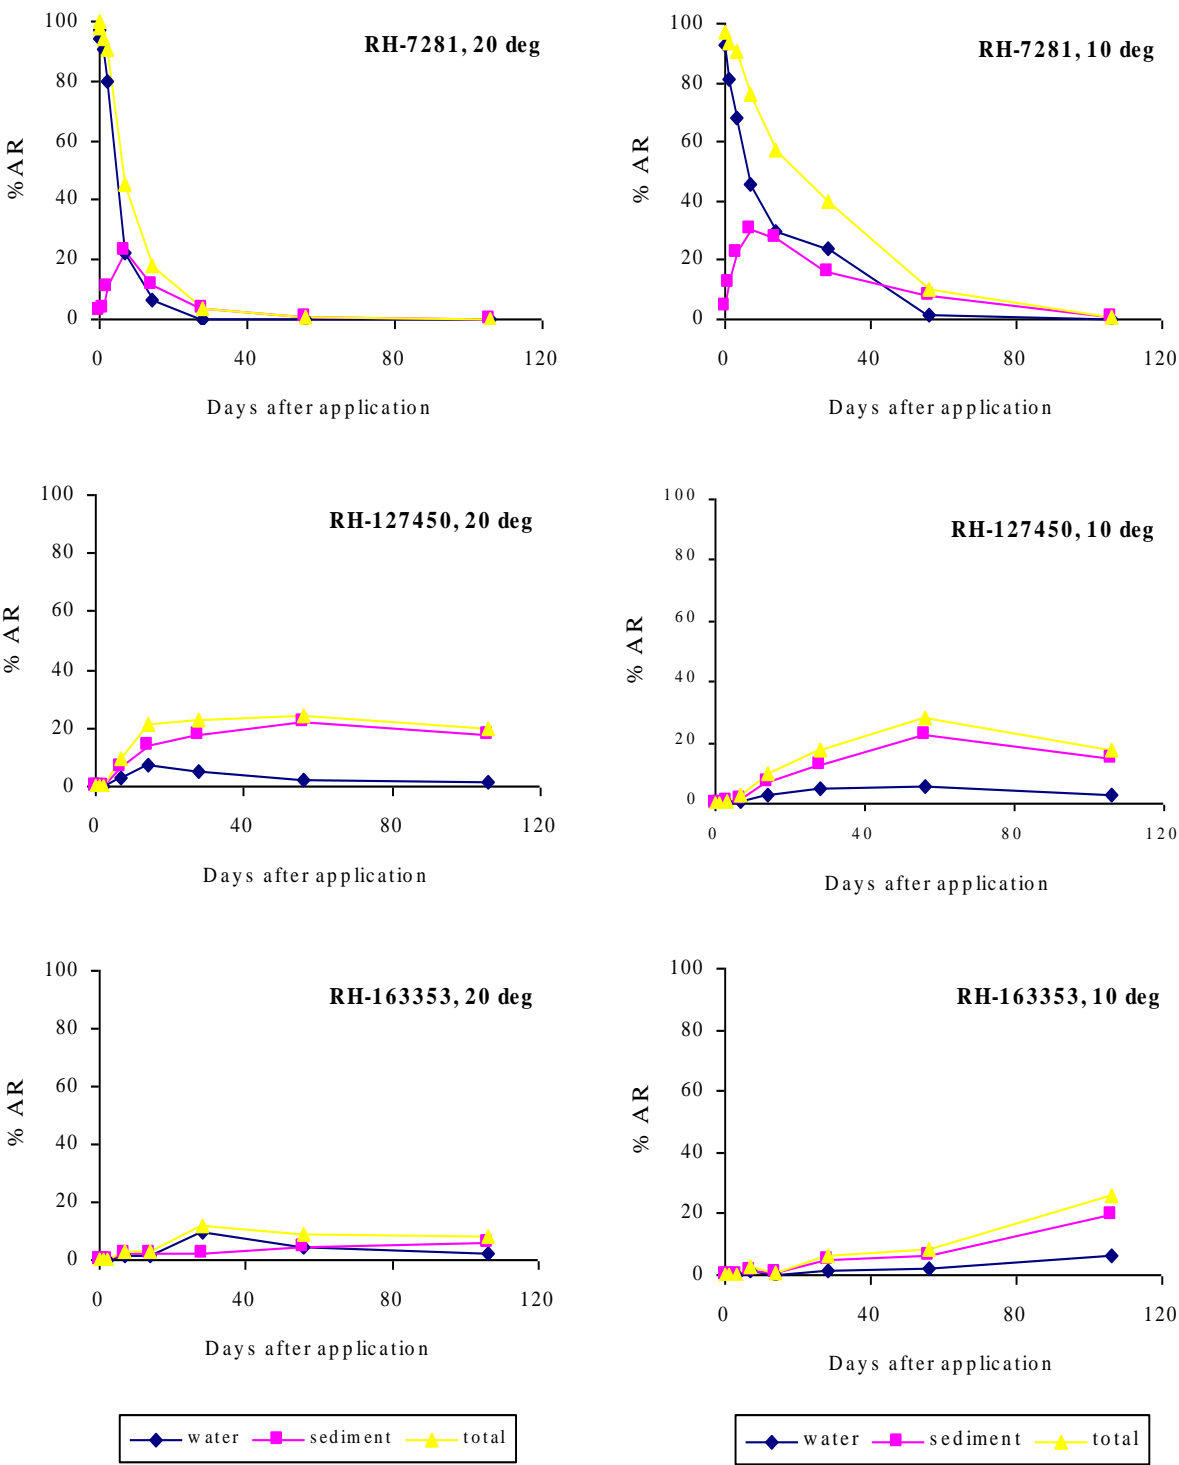 RH-7281, 20 deg
% AR
100
80
60
40
20
0
0 40 80 120
Days after application
RH-7281, 10 deg
% AR
100
80
60
40
20
0
0 40 80 120
Days after application
RH-127450, 20 deg
% AR
100
80
60
40
20
0
0 40 80 120
Days after application
RH-127450, 10 deg
% AR
100
80
60
40
20
0
0 40 80 120
Days after application
RH-163353, 20 deg
% AR
100
80
60
40
20
0
0 40 80 120
Days after application
RH-163353, 10 deg
% AR
100
80
60
40
20
0
0 40 80 120
Days after application
water sediment total
water sediment total